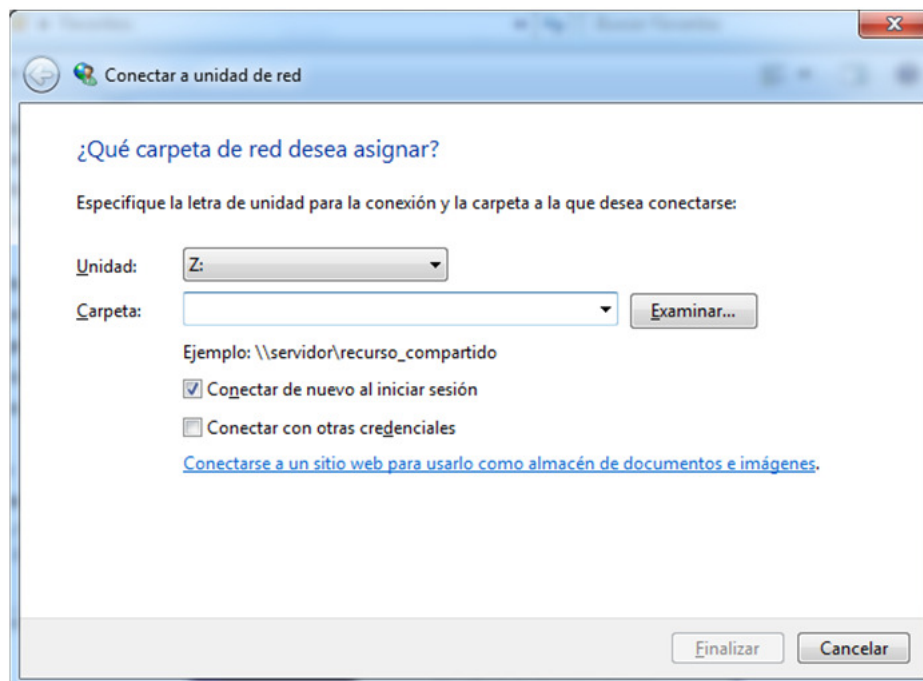 Conectar a unidad de red
¿Qué carpeta de red desea asignar?
Especifique la letra de unidad para la conexión y la carpeta a la que desea conectarse:
Unidad: Z:
Carpeta: Examinar...
Ejemplo: \\servidor\recurso_compartido
Conectar de nuevo al iniciar sesión
Conectar con otras credenciales
Conectarse a un sitio web para usarlo como almacén de documentos e imágenes.
Finalizar Cancelar